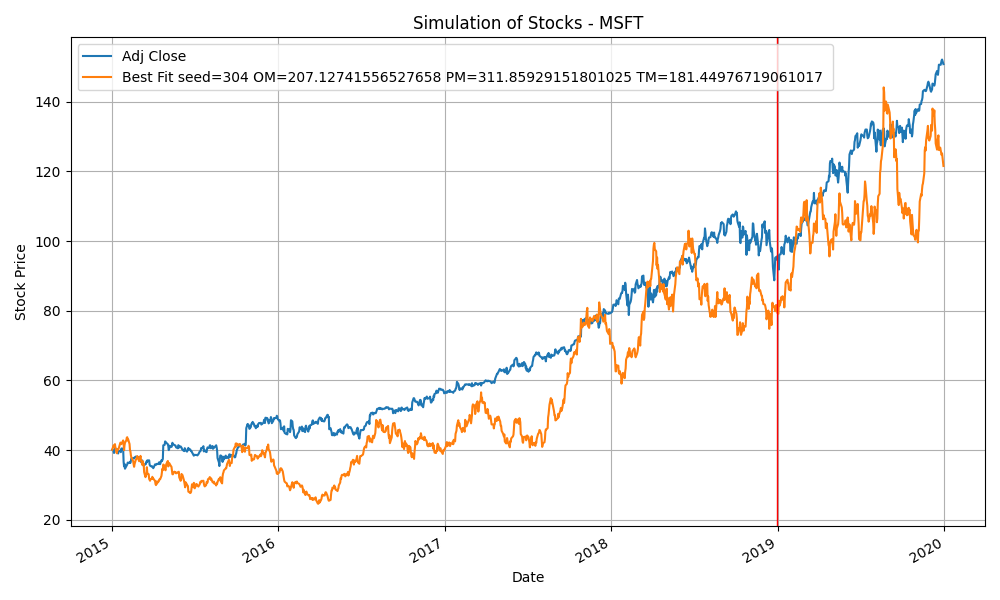 Simulation of Stocks - MSFT
Adj Close
Best Fit seed=304 OM=207.12741556527658 PM=311.85929151801025 TM=181.44976719061017
Stock Price
140
120
100
80
60
40
20
2015
2016
2017
2018
2019
2020
Date